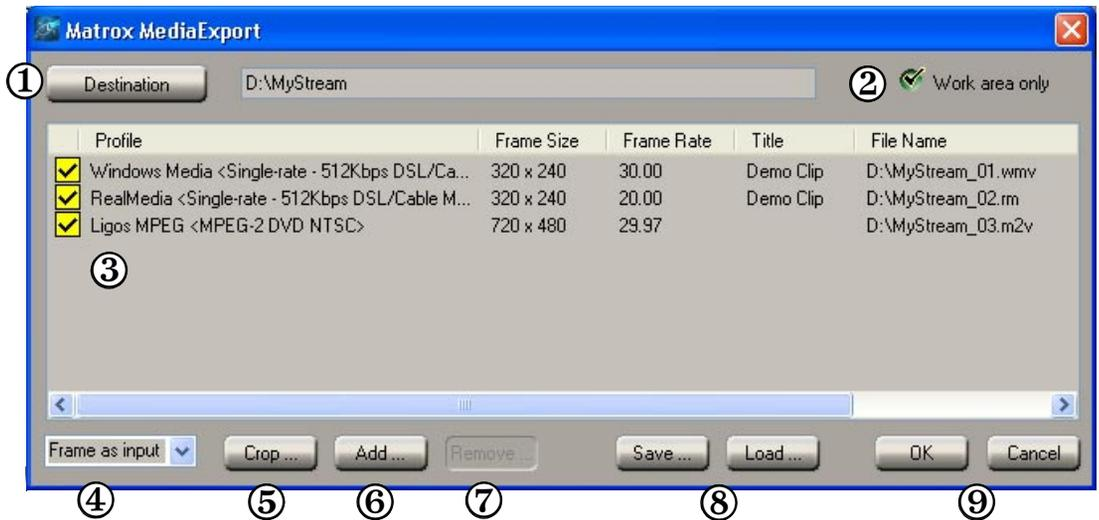 Matrox MediaExport
① Destination D:\MyStream ② Work area only
Profile Frame Size Frame Rate Title File Name
Windows Media <Single-rate - 512Kbps DSL/Ca... 320 x 240 30.00 Demo Clip D:\MyStream_01.wmv
RealMedia <Single-rate - 512Kbps DSL/Cable M... 320 x 240 20.00 Demo Clip D:\MyStream_02.rm
Ligos MPEG <MPEG-2 DVD NTSC> 720 x 480 29.97 D:\MyStream_03.m2v
③
Frame as input Crop ... Add ... Remove ... Save ... Load ... OK Cancel
④ ⑤ ⑥ ⑦ ⑧ ⑨